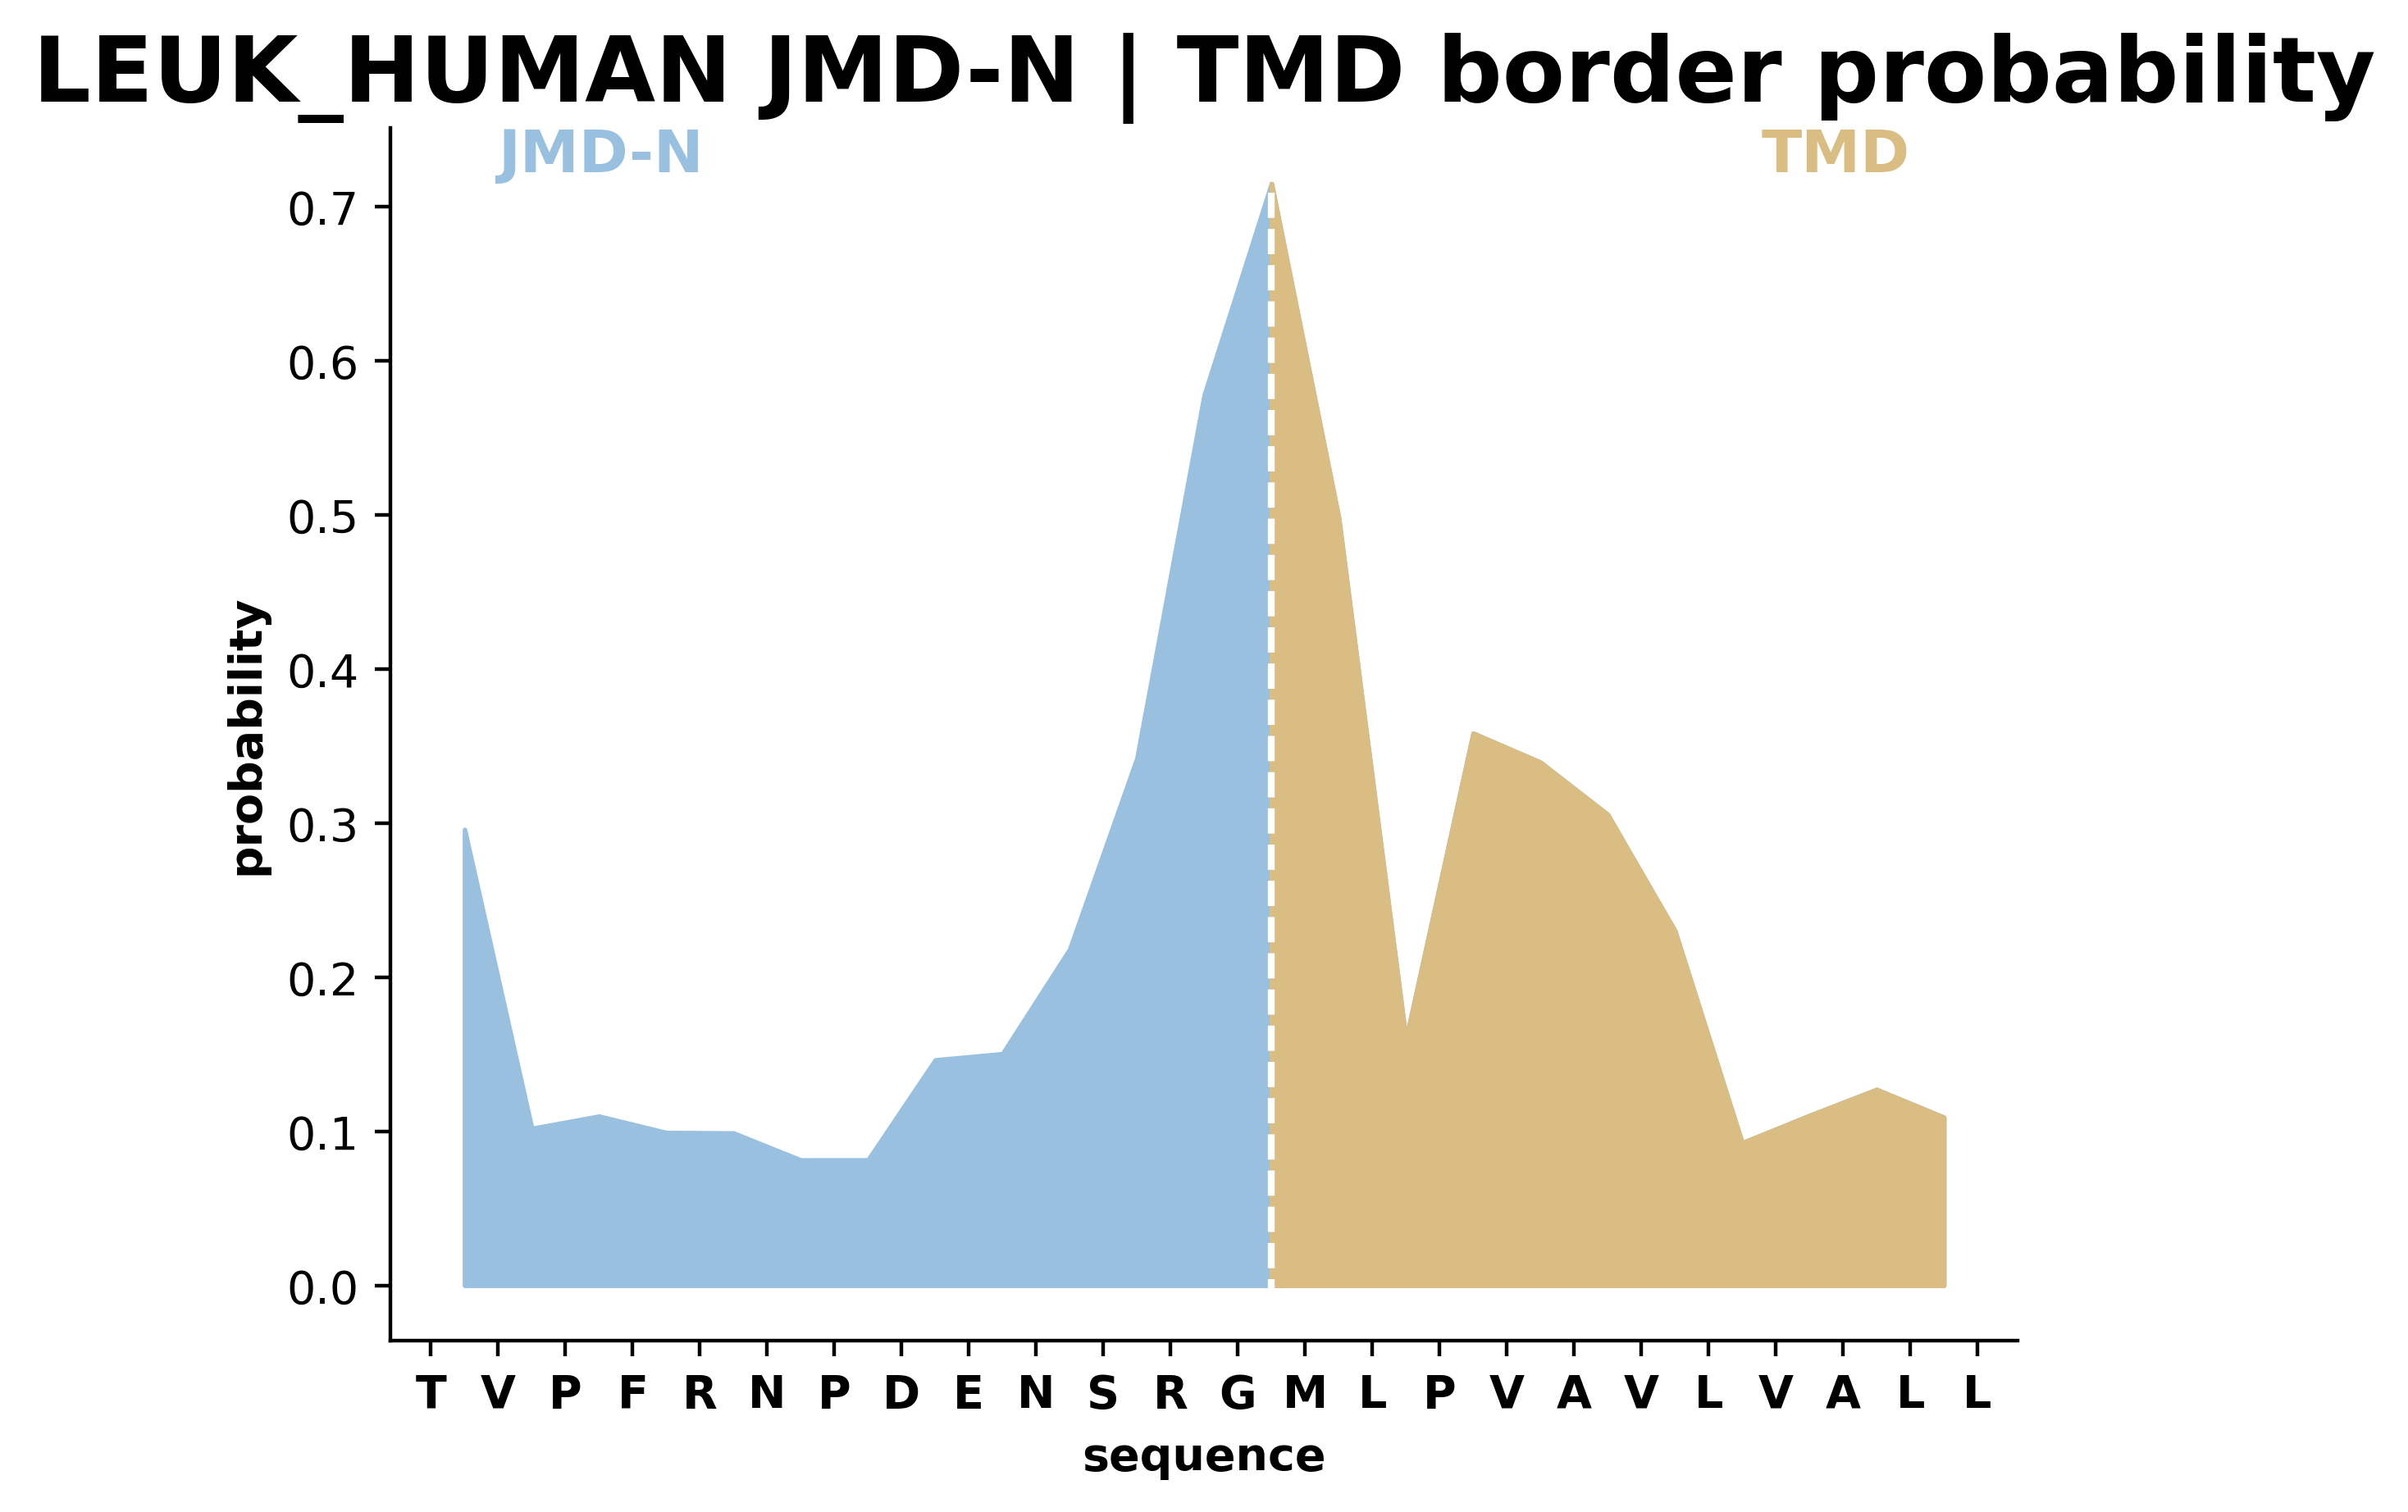 LEUK_HUMAN JMD-N | TMD border probability
JMD-N
TMD
0.7
0.6
0.5
0.4
0.3
0.2
0.1
0.0
probability
T V P F R N P D E N S R G M L P V A V L V A L L
sequence